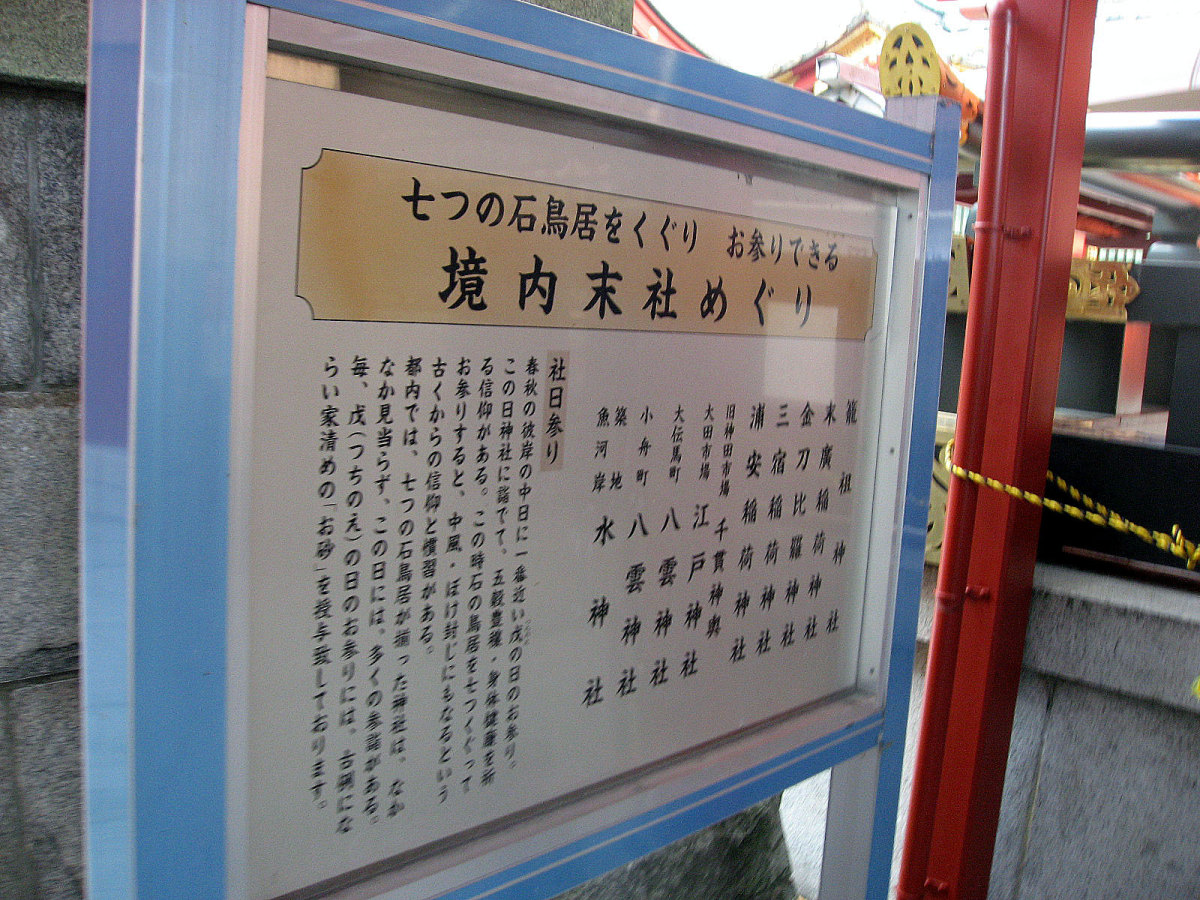 七つの石鳥居をくぐり お参りできる
境内末社めぐり
籠祖神社
末廣稲荷神社
金刀比羅神社
三宿稲荷神社
浦安稲荷神社
旧神田市場 千貫神輿
大田市場 江戸神社
大伝馬町 八雲神社
小舟町 八雲神社
築地
魚河岸 水神社
社日参り
春秋の彼岸の中日に一番近い戊の日のお参り。
この日神社に詣でて、五穀豊穣・身体健康を祈
る信仰がある。この時石の鳥居を七つくぐって
お参りすると、中風・ぼけ封じにもなるという
古くからの信仰と慣習がある。
都内では、七つの石鳥居が揃った神社は、なか
なか見当らず、この日には、多くの参詣がある。
毎、戊(つちのえ)の日のお参りには、古例にな
らい家清めの「お砂」を授与致しております。